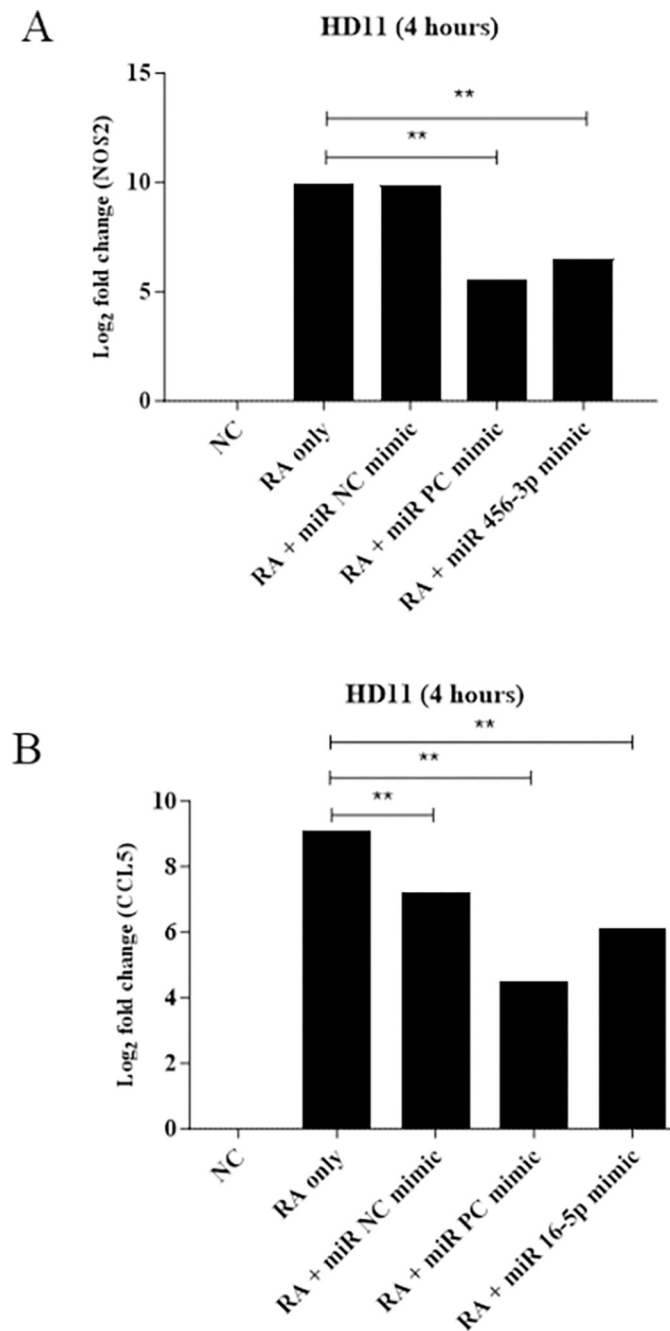 A
HD11 (4 hours)
Log₂ fold change (NOS2)
15
10
5
0
**
**
NC
RA only
RA + miR NC mimic
RA + miR PC mimic
RA + miR 456-3p mimic
HD11 (4 hours)
B
Log₂ fold change (CCL5)
10
8
6
4
2
0
**
**
**
NC
RA only
RA + miR NC mimic
RA + miR PC mimic
RA + miR 16-5p mimic